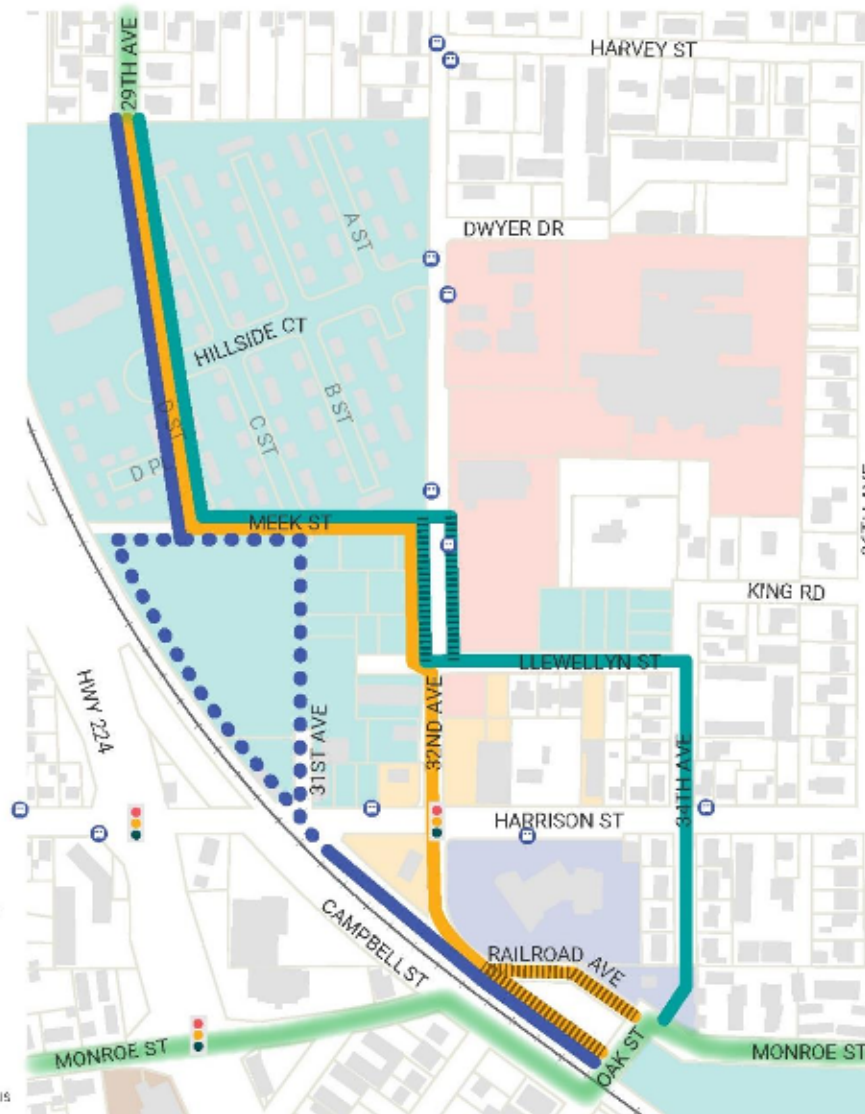 29TH AVE
HARVEY ST
DWYER DR
A ST
HILLSIDE CT
B ST
C ST
D ST
MEEK ST
KING RD
LLEWELLYN ST
HWY 224
31ST AVE
32ND AVE
34TH AVE
HARRISON ST
CAMPBELL ST
RAILROAD AVE
OAK ST
MONROE ST
MONROE ST